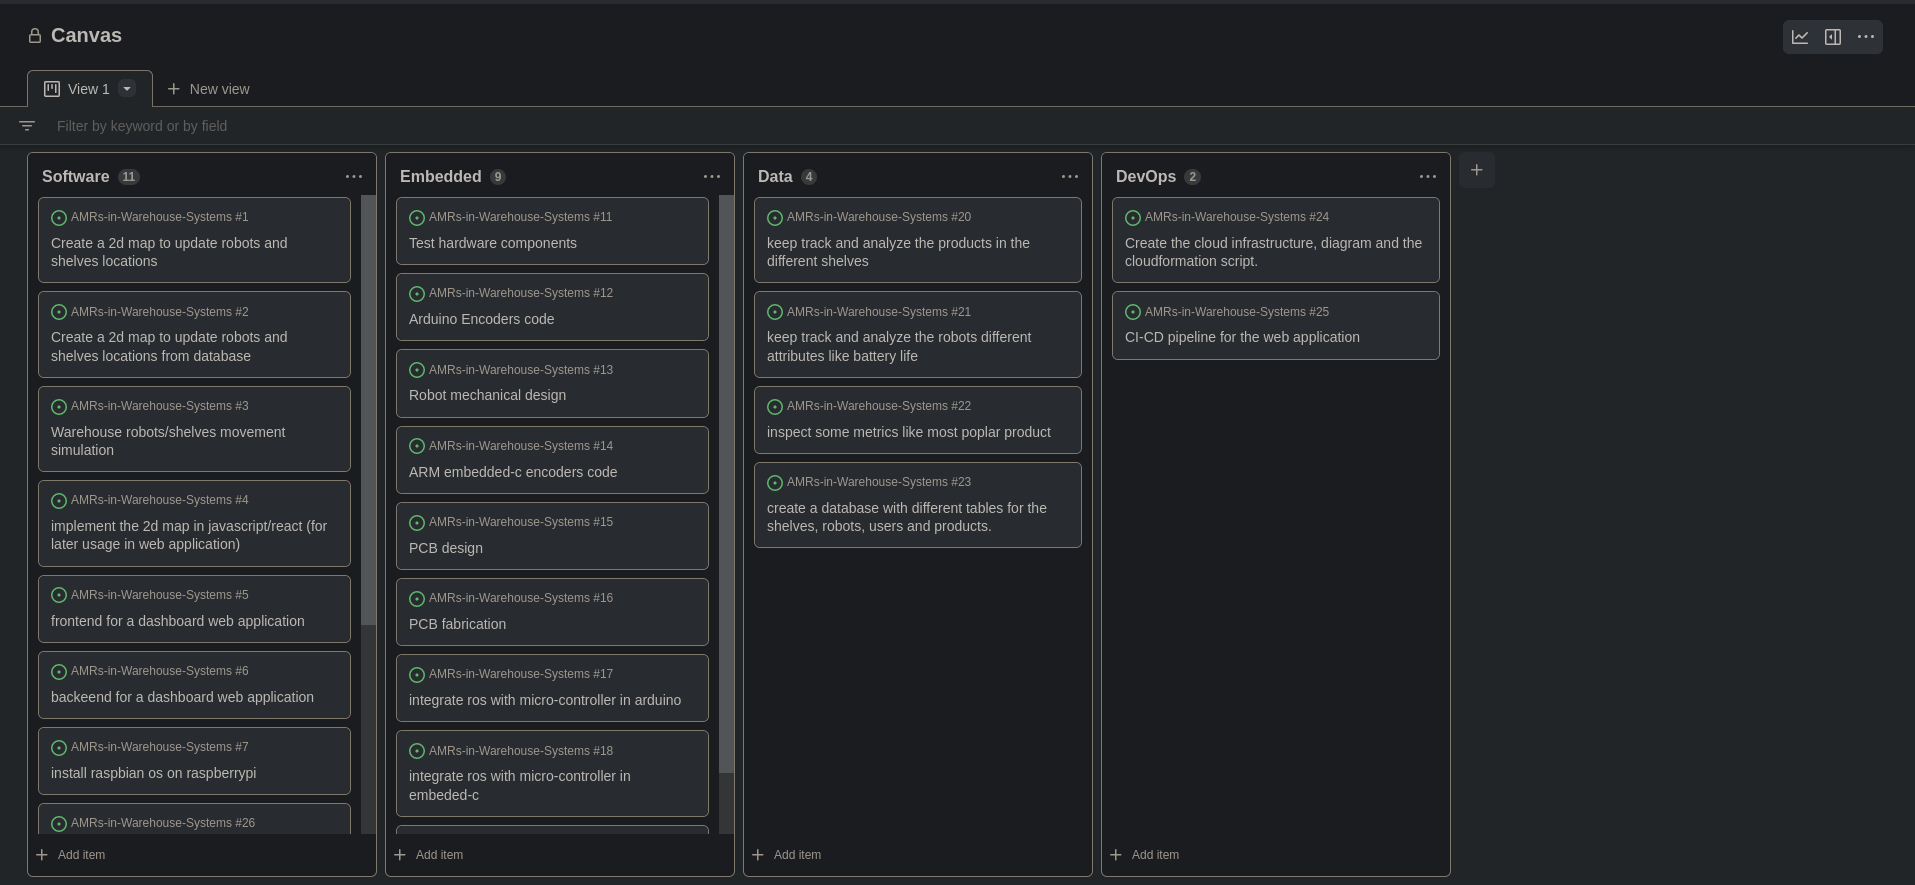 Canvas
View 1
New view
Filter by keyword or by field
Software 11
AMRs-in-Warehouse-Systems #1
Create a 2d map to update robots and
shelves locations
AMRs-in-Warehouse-Systems #2
Create a 2d map to update robots and
shelves locations from database
AMRs-in-Warehouse-Systems #3
Warehouse robots/shelves movement
simulation
AMRs-in-Warehouse-Systems #4
implement the 2d map in javascript/react (for
later usage in web application)
AMRs-in-Warehouse-Systems #5
frontend for a dashboard web application
AMRs-in-Warehouse-Systems #6
backeend for a dashboard web application
AMRs-in-Warehouse-Systems #7
install raspbian os on raspberrypi
AMRs-in-Warehouse-Systems #26
Add item
Embedded 9
AMRs-in-Warehouse-Systems #11
Test hardware components
AMRs-in-Warehouse-Systems #12
Arduino Encoders code
AMRs-in-Warehouse-Systems #13
Robot mechanical design
AMRs-in-Warehouse-Systems #14
ARM embedded-c encoders code
AMRs-in-Warehouse-Systems #15
PCB design
AMRs-in-Warehouse-Systems #16
PCB fabrication
AMRs-in-Warehouse-Systems #17
integrate ros with micro-controller in arduino
AMRs-in-Warehouse-Systems #18
integrate ros with micro-controller in
embeded-c
Add item
Data 4
AMRs-in-Warehouse-Systems #20
keep track and analyze the products in the
different shelves
AMRs-in-Warehouse-Systems #21
keep track and analyze the robots different
attributes like battery life
AMRs-in-Warehouse-Systems #22
inspect some metrics like most poplar product
AMRs-in-Warehouse-Systems #23
create a database with different tables for the
shelves, robots, users and products.
Add item
DevOps 2
AMRs-in-Warehouse-Systems #24
Create the cloud infrastructure, diagram and the
cloudformation script.
AMRs-in-Warehouse-Systems #25
CI-CD pipeline for the web application
Add item